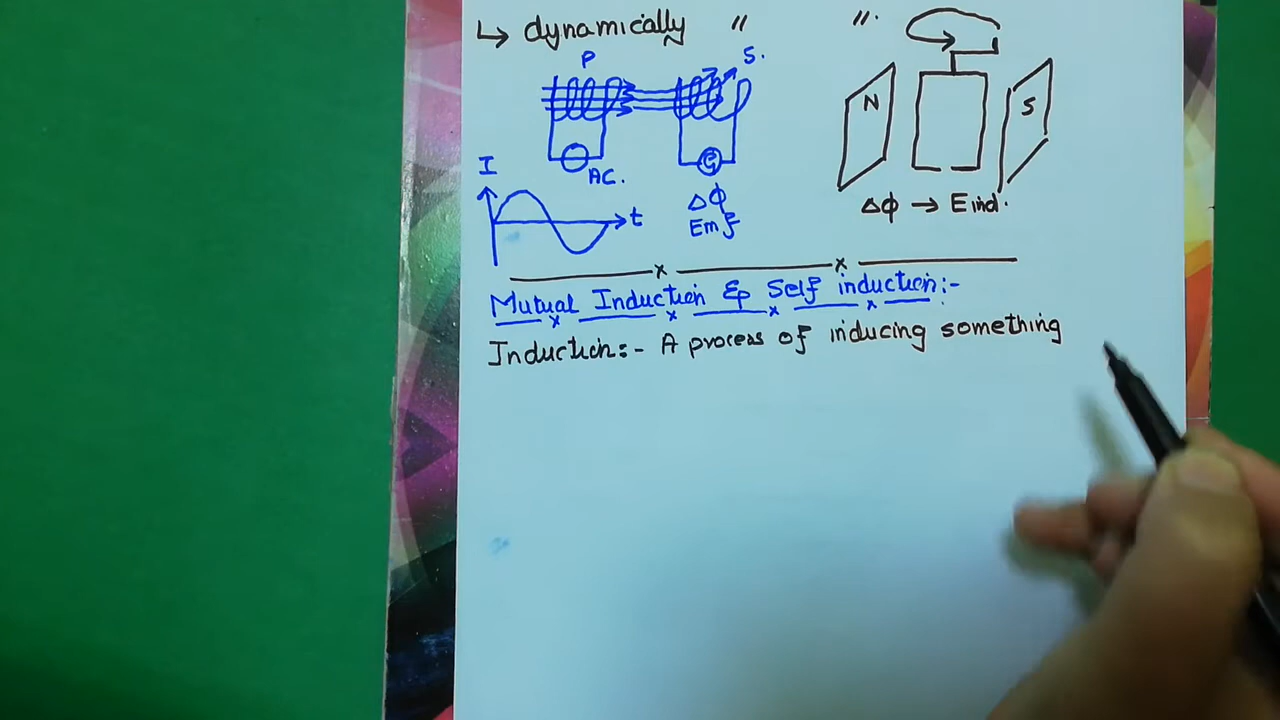 ↳ dynamically " ".
P S.
N S
G
AC.
I
t
Δϕ
Emf
Δϕ → Eind.
Mutual Induction & Self induction:-
Induction:- A process of inducing something